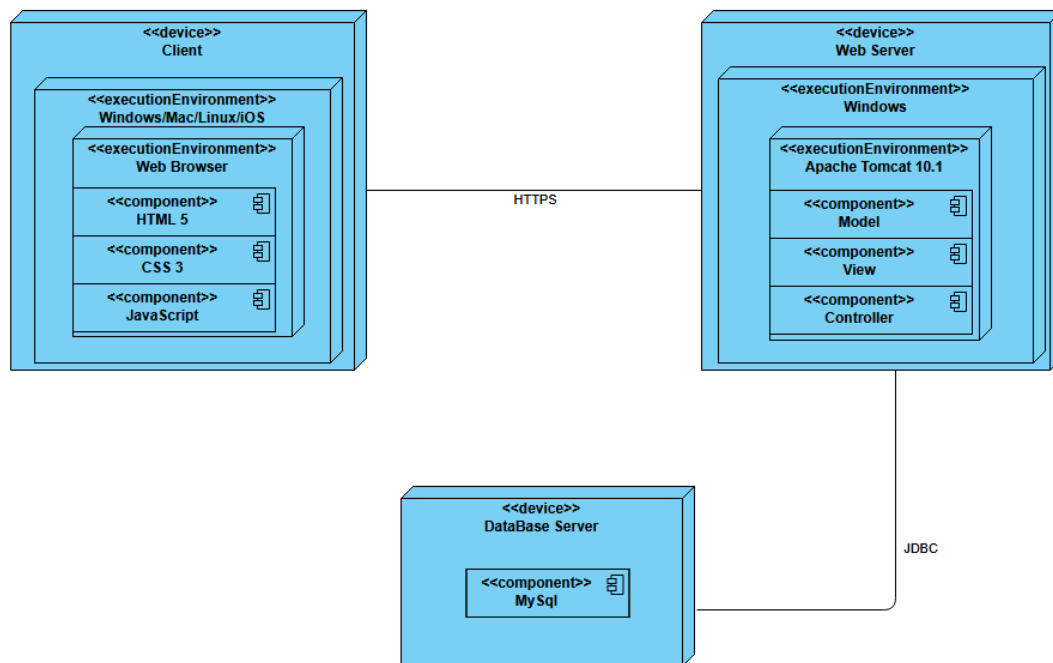 <<device>>
Client
<<executionEnvironment>>
Windows/Mac/Linux/iOS
<<executionEnvironment>>
Web Browser
<<component>>
HTML 5
<<component>>
CSS 3
<<component>>
JavaScript
HTTPS
<<device>>
Web Server
<<executionEnvironment>>
Windows
<<executionEnvironment>>
Apache Tomcat 10.1
<<component>>
Model
<<component>>
View
<<component>>
Controller
JDBC
<<device>>
DataBase Server
<<component>>
MySql